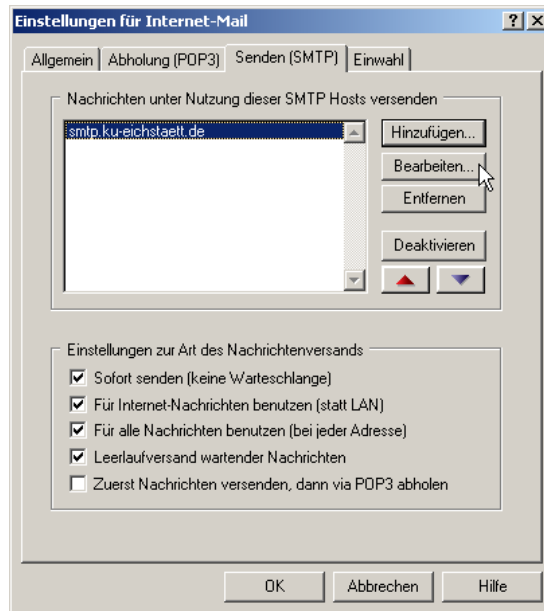 Einstellungen für Internet-Mail
Allgemein
Abholung (POP3)
Senden (SMTP)
Einwahl
Nachrichten unter Nutzung dieser SMTP Hosts versenden
smtp.ku-eichstaett.de
Hinzufügen...
Bearbeiten...
Entfernen
Deaktivieren
Einstellungen zur Art des Nachrichtenversands
Sofort senden (keine Warteschlange)
Für Internet-Nachrichten benutzen (statt LAN)
Für alle Nachrichten benutzen (bei jeder Adresse)
Leerlaufversand wartender Nachrichten
Zuerst Nachrichten versenden, dann via POP3 abholen
OK
Abbrechen
Hilfe